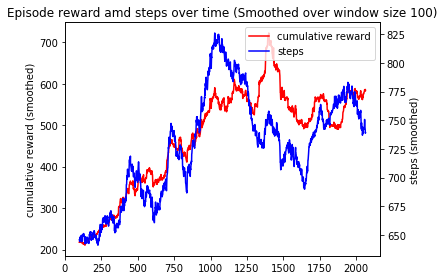 Episode reward amd steps over time (Smoothed over window size 100)
cumulative reward
steps
cumulative reward (smoothed)
700
600
500
400
300
200
steps (smoothed)
825
800
775
750
725
700
675
650
0 250 500 750 1000 1250 1500 1750 2000